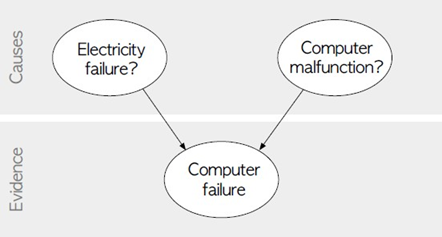 Causes
Electricity
failure?
Computer
malfunction?
Evidence
Computer
failure